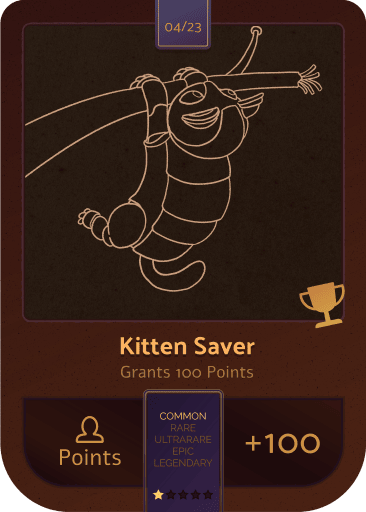 04/23
Kitten Saver
Grants 100 Points
Points
COMMON
RARE
ULTRARARE
EPIC
LEGENDARY
+100